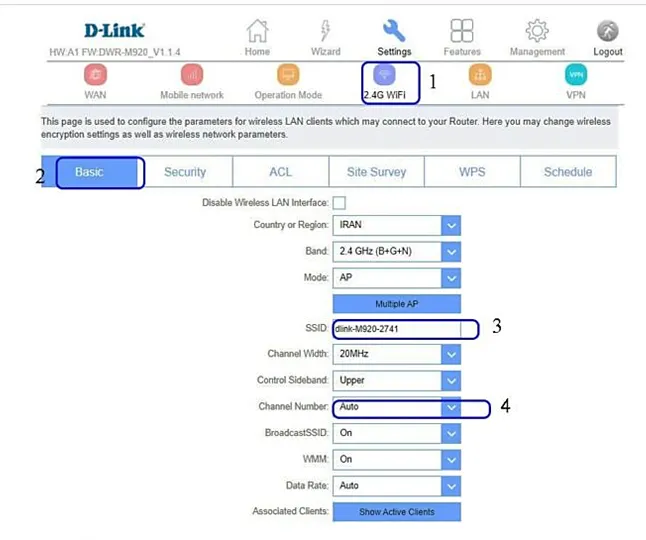 D-Link
HW:A1 FW:DWR-M920_V1.1.4
Home Wizard Settings Features Management Logout
WAN Mobile network Operation Mode 2.4G WiFi 1 LAN VPN VPN
This page is used to configure the parameters for wireless LAN clients which may connect to your Router. Here you may change wireless
encryption settings as well as wireless network parameters.
2 Basic Security ACL Site Survey WPS Schedule
Disable Wireless LAN Interface:
Country or Region: IRAN
Band: 2.4 GHz (B+G+N)
Mode: AP
Multiple AP
SSID: dlink-M920-2741 3
Channel Width: 20MHz
Control Sideband: Upper
Channel Number: Auto 4
BroadcastSSID: On
WMM: On
Data Rate: Auto
Associated Clients: Show Active Clients